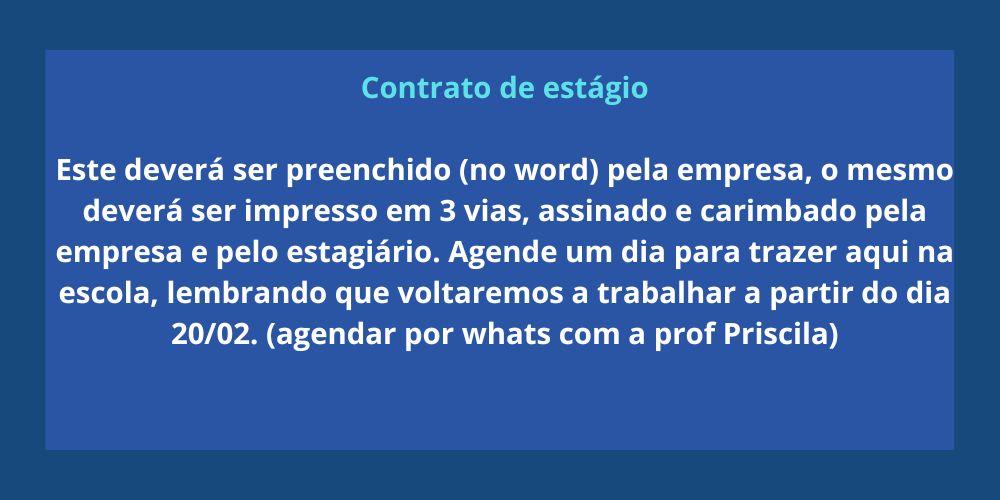 Contrato de estágio
Este deverá ser preenchido (no word) pela empresa, o mesmo
deverá ser impresso em 3 vias, assinado e carimbado pela
empresa e pelo estagiário. Agende um dia para trazer aqui na
escola, lembrando que voltaremos a trabalhar a partir do dia
20/02. (agendar por whats com a prof Priscila)